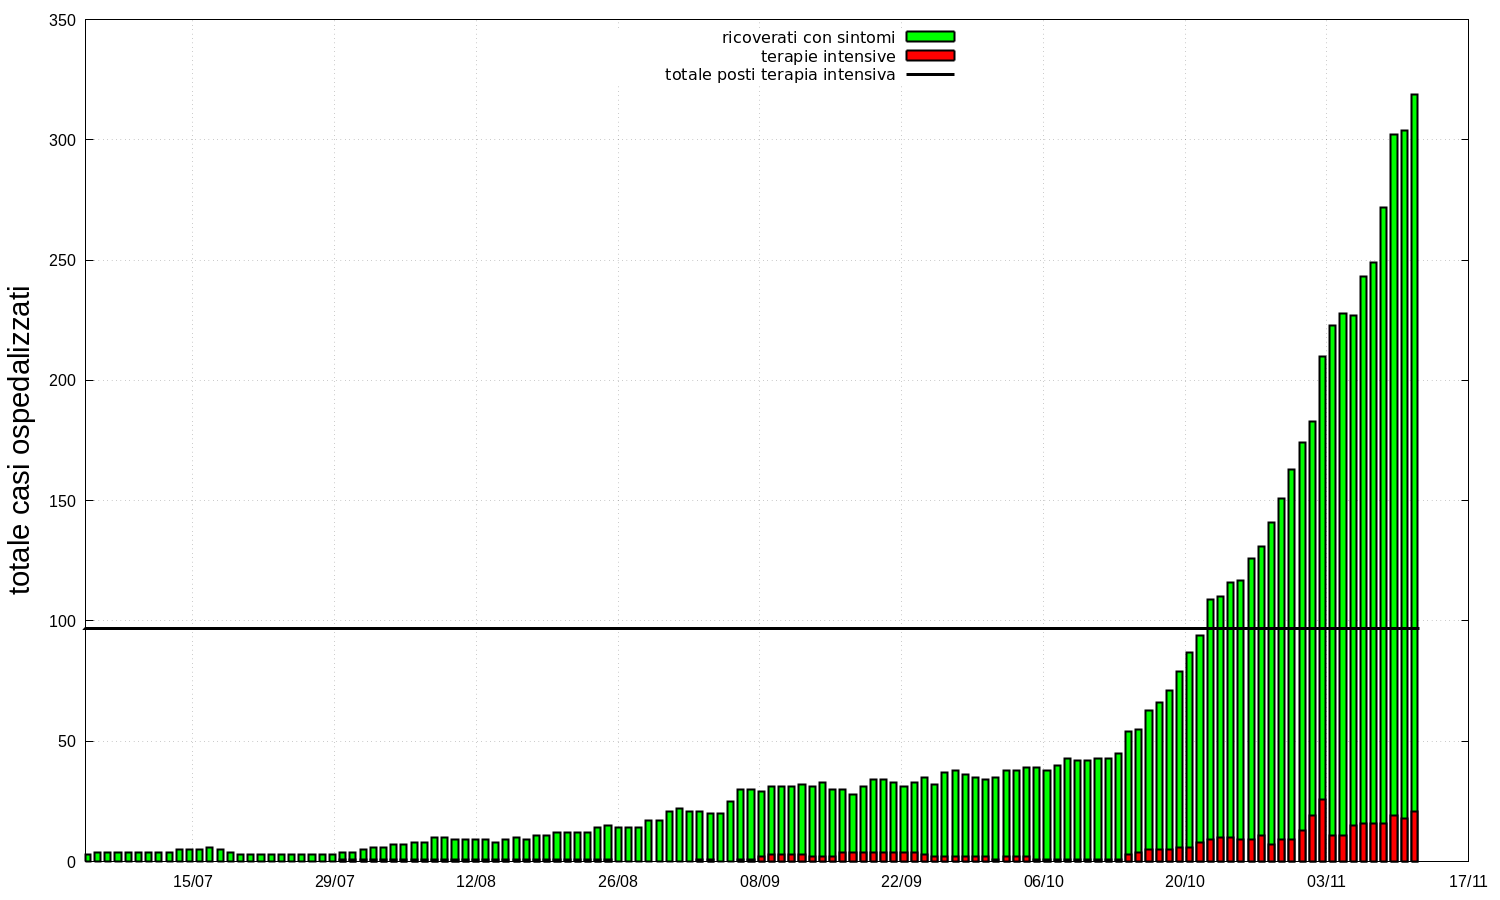 ricoverati con sintomi
terapie intensive
totale posti terapia intensiva
totale casi ospedalizzati
350
300
250
200
150
100
50
0
15/07 29/07 12/08 26/08 08/09 22/09 06/10 20/10 03/11 17/11